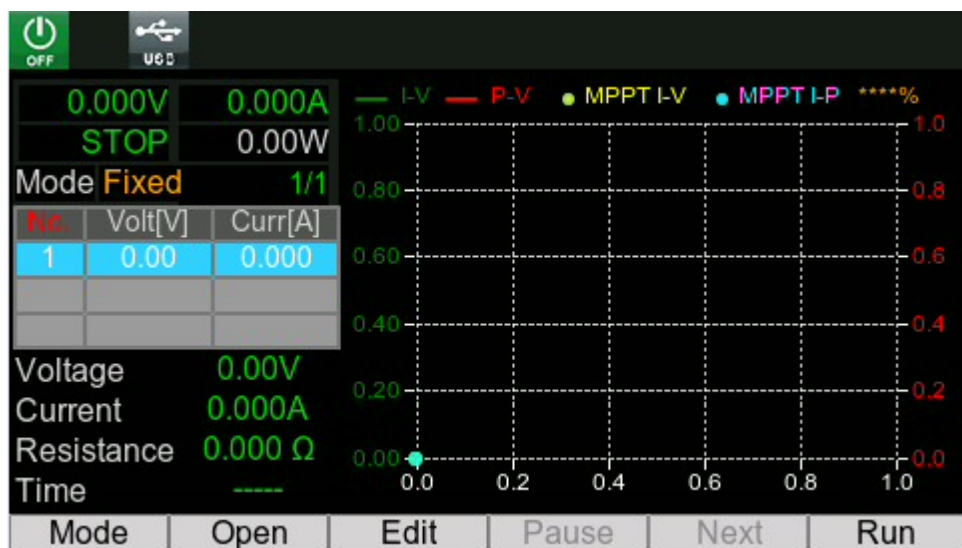 OFF USB
0.000V 0.000A
STOP 0.00W
Mode Fixed 1/1
No. Volt[V] Curr[A]
1 0.00 0.000
Voltage 0.00V
Current 0.000A
Resistance 0.000 Ω
Time -----
I-V P-V MPPT I-V MPPT I-P ****%
1.00 1.0
0.80 0.8
0.60 0.6
0.40 0.4
0.20 0.2
0.00 0.0
0.0 0.2 0.4 0.6 0.8 1.0
Mode Open Edit Pause Next Run